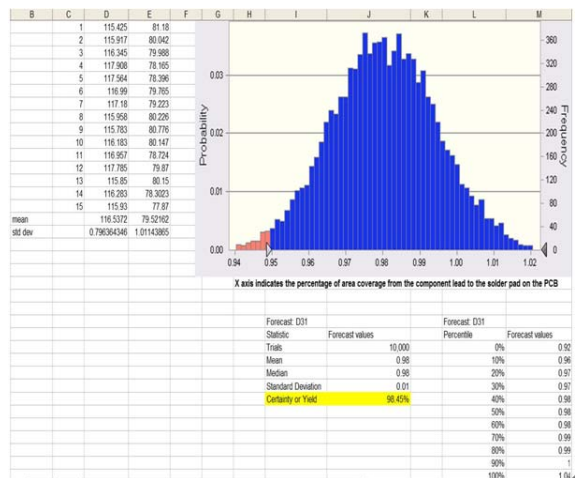 B C D E F G H I J K L M
1 115.425 81.18
2 115.917 80.042
3 116.345 79.988
4 117.908 78.165
5 117.564 78.396
6 116.99 79.765
7 117.18 79.223
8 115.958 80.226
9 115.783 80.776
10 116.183 80.147
11 116.957 78.724
12 117.785 79.87
13 115.85 80.15
14 116.283 78.3023
15 115.93 77.87
mean 116.5372 79.52162
std dev 0.796364346 1.01143865
Probability
0.03
0.02
0.01
0.00
0.94 0.95 0.96 0.97 0.98 0.99 1.00 1.01 1.02
360
320
280
240
200
160
120
80
40
0
Frequency
X axis indicates the percentage of area coverage from the component lead to the solder pad on the PCB
Forecast: D31
Statistic Forecast values
Trials 10,000
Mean 0.98
Median 0.98
Standard Deviation 0.01
Certainty or Yield 98.45%
Forecast: D31
Percentile Forecast values
0% 0.92
10% 0.96
20% 0.97
30% 0.97
40% 0.98
50% 0.98
60% 0.98
70% 0.99
80% 0.99
90% 1
100% 1.04